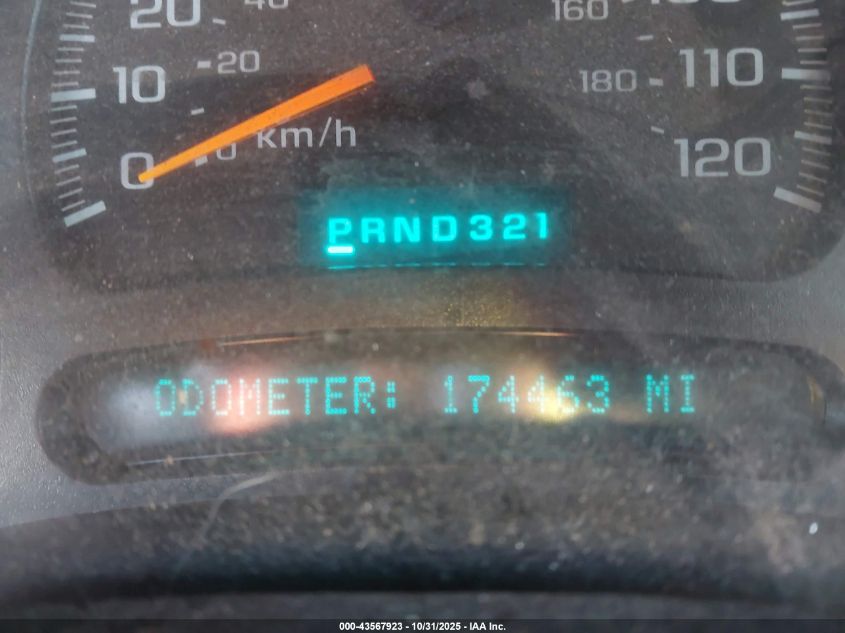 20 40 160
10 20 180 110
0 0 km/h 120
PRND321
ODOMETER: 174463 MI
000-43567923 - 10/31/2025 - IAA Inc.